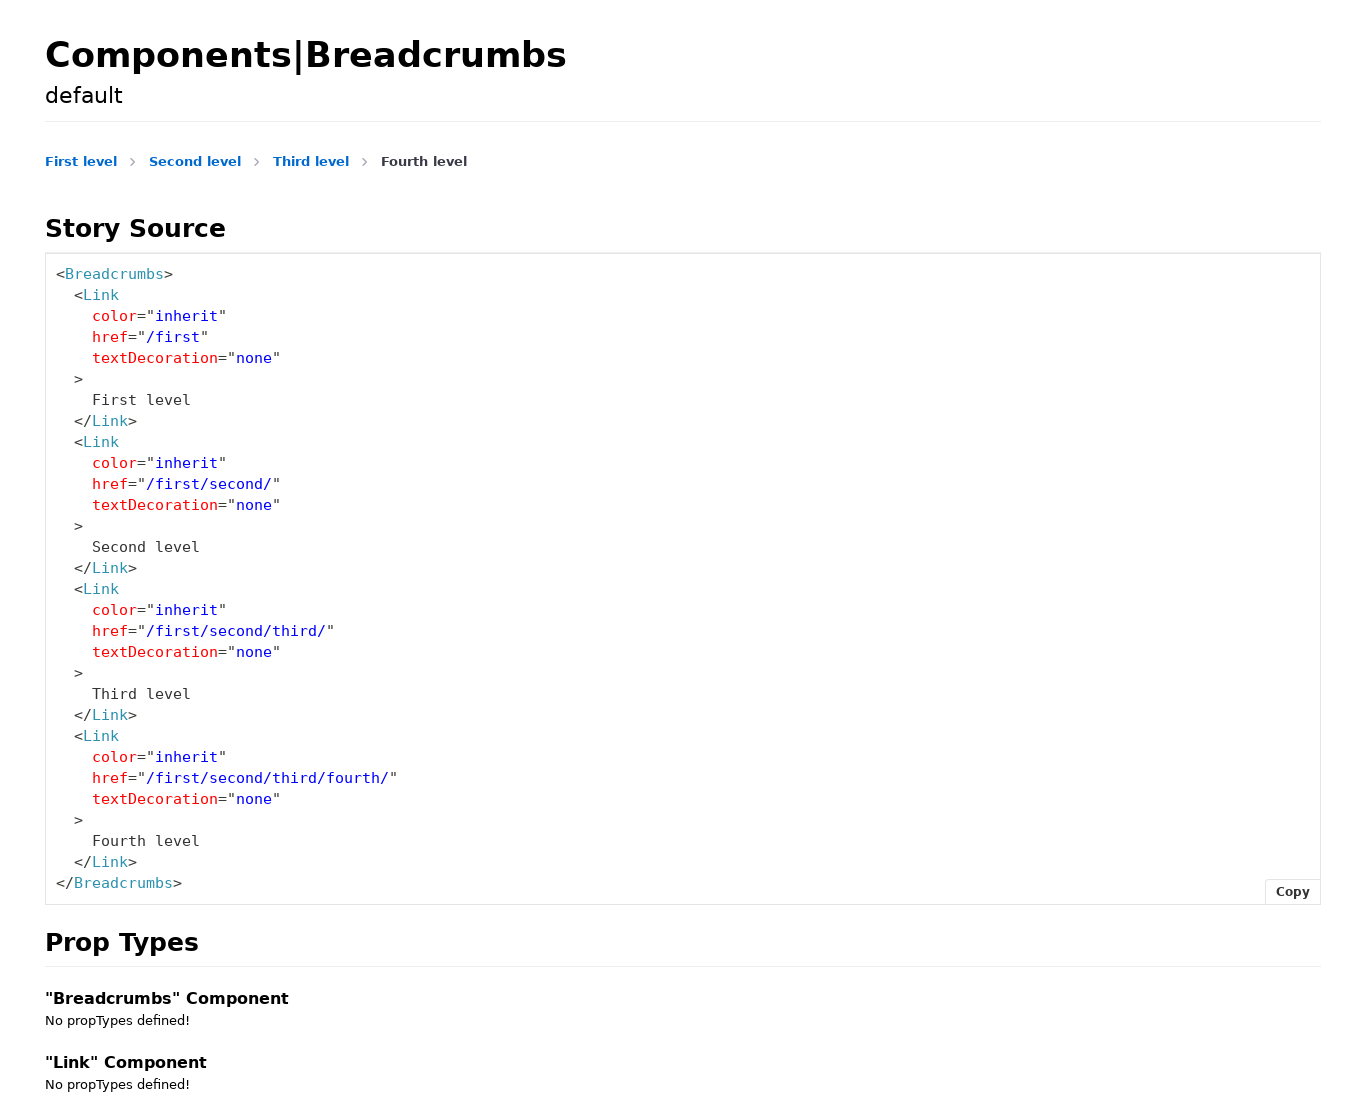 Components|Breadcrumbs
default
First level > Second level > Third level > Fourth level
Story Source
<Breadcrumbs>
  <Link
    color="inherit"
    href="/first"
    textDecoration="none"
  >
    First level
  </Link>
  <Link
    color="inherit"
    href="/first/second/"
    textDecoration="none"
  >
    Second level
  </Link>
  <Link
    color="inherit"
    href="/first/second/third/"
    textDecoration="none"
  >
    Third level
  </Link>
  <Link
    color="inherit"
    href="/first/second/third/fourth/"
    textDecoration="none"
  >
    Fourth level
  </Link>
</Breadcrumbs>
Copy
Prop Types
"Breadcrumbs" Component
No propTypes defined!
"Link" Component
No propTypes defined!